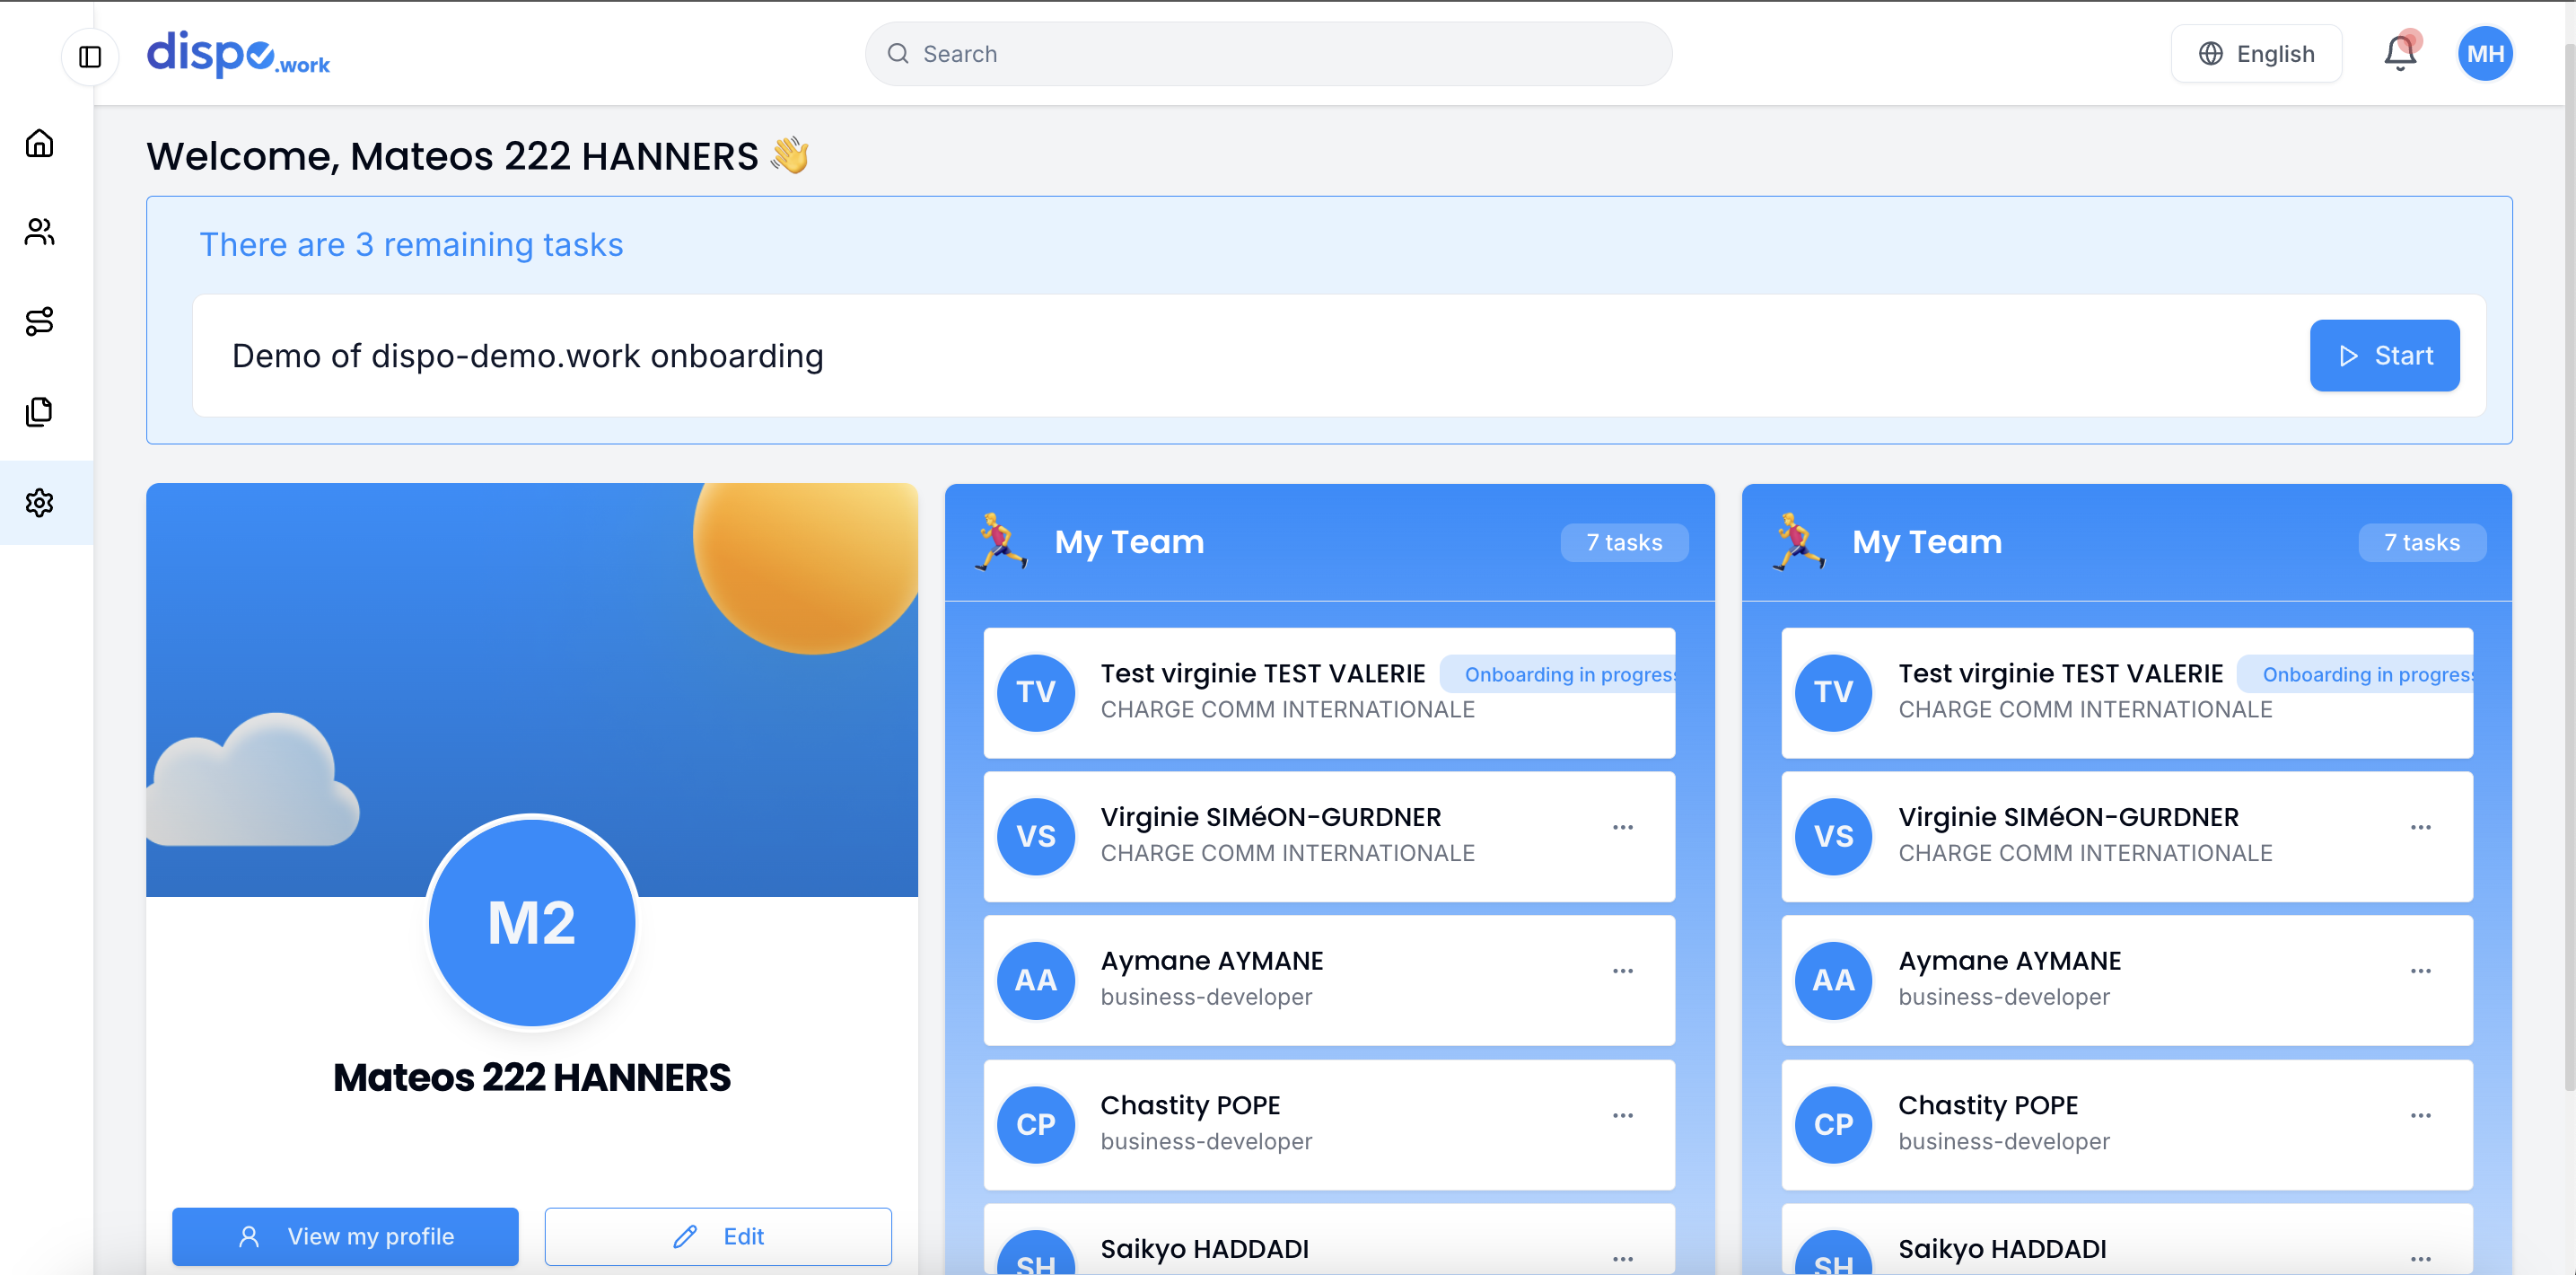 dispo.work
Search
English
MH
Welcome, Mateos 222 HANNERS 👋
There are 3 remaining tasks
Demo of dispo-demo.work onboarding
Start
M2
Mateos 222 HANNERS
View my profile
Edit
My Team
7 tasks
TV
Test virginie TEST VALERIE
Onboarding in progress
CHARGE COMM INTERNATIONALE
VS
Virginie SIMéON-GURDNER
CHARGE COMM INTERNATIONALE
...
AA
Aymane AYMANE
business-developer
...
CP
Chastity POPE
business-developer
...
SH
Saikyo HADDADI
...
My Team
7 tasks
TV
Test virginie TEST VALERIE
Onboarding in progress
CHARGE COMM INTERNATIONALE
VS
Virginie SIMéON-GURDNER
CHARGE COMM INTERNATIONALE
...
AA
Aymane AYMANE
business-developer
...
CP
Chastity POPE
business-developer
...
SH
Saikyo HADDADI
...